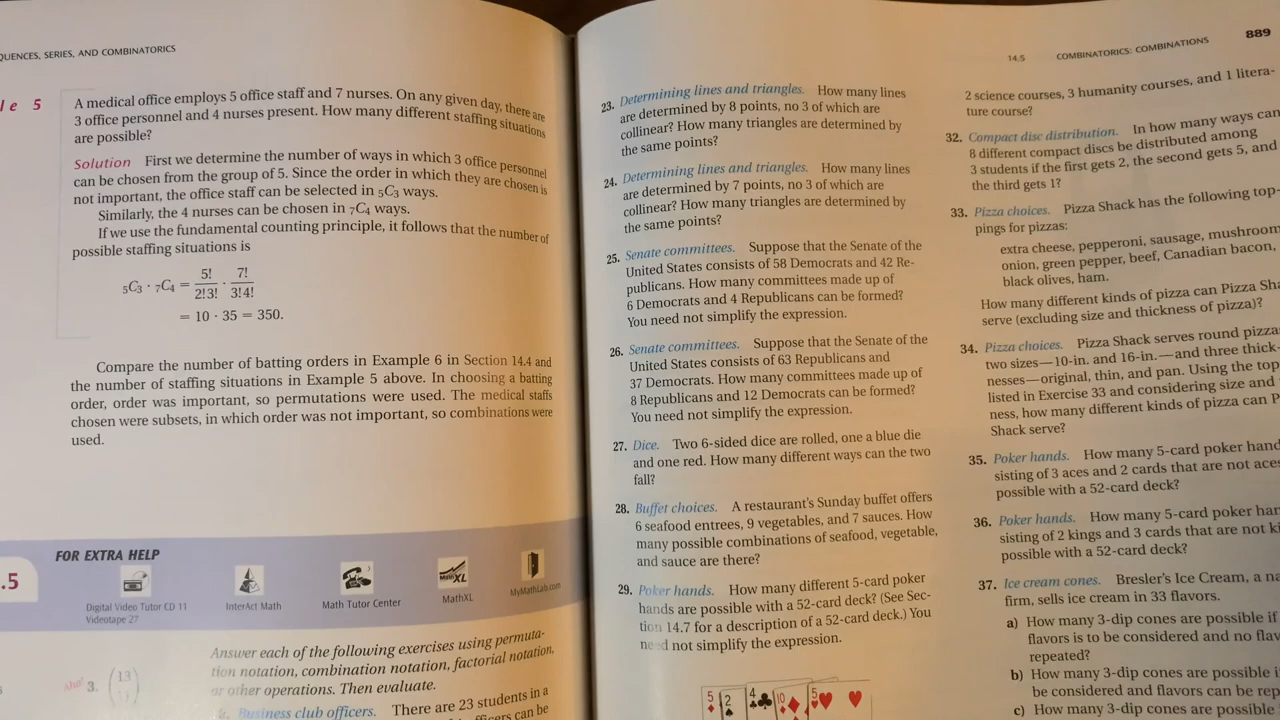 QUENCES, SERIES, AND COMBINATORICS
le 5
A medical office employs 5 office staff and 7 nurses. On any given day, there are
3 office personnel and 4 nurses present. How many different staffing situations
are possible?
Solution First we determine the number of ways in which 3 office personnel
can be chosen from the group of 5. Since the order in which they are chosen is
not important, the office staff can be selected in ₅C₃ ways.
Similarly, the 4 nurses can be chosen in ₇C₄ ways.
If we use the fundamental counting principle, it follows that the number of
possible staffing situations is
₅C₃ · ₇C₄ = 5!/2!3! · 7!/3!4!
= 10 · 35 = 350.
Compare the number of batting orders in Example 6 in Section 14.4 and
the number of staffing situations in Example 5 above. In choosing a batting
order, order was important, so permutations were used. The medical staffs
chosen were subsets, in which order was not important, so combinations were
used.
FOR EXTRA HELP
.5
Digital Video Tutor CD 11
Videotape 27
InterAct Math
Math Tutor Center
MathXL
MyMathLab.com
Answer each of the following exercises using permuta-
tion notation, combination notation, factorial notation,
or other operations. Then evaluate.
3. (13
Business club officers. There are 23 students in a
officers can be
14.5 COMBINATORICS: COMBINATIONS 889
23. Determining lines and triangles. How many lines
are determined by 8 points, no 3 of which are
collinear? How many triangles are determined by
the same points?
24. Determining lines and triangles. How many lines
are determined by 7 points, no 3 of which are
collinear? How many triangles are determined by
the same points?
25. Senate committees. Suppose that the Senate of the
United States consists of 58 Democrats and 42 Re-
publicans. How many committees made up of
6 Democrats and 4 Republicans can be formed?
You need not simplify the expression.
26. Senate committees. Suppose that the Senate of the
United States consists of 63 Republicans and
37 Democrats. How many committees made up of
8 Republicans and 12 Democrats can be formed?
You need not simplify the expression.
27. Dice. Two 6-sided dice are rolled, one a blue die
and one red. How many different ways can the two
fall?
28. Buffet choices. A restaurant's Sunday buffet offers
6 seafood entrees, 9 vegetables, and 7 sauces. How
many possible combinations of seafood, vegetable,
and sauce are there?
29. Poker hands. How many different 5-card poker
hands are possible with a 52-card deck? (See Sec-
tion 14.7 for a description of a 52-card deck.) You
need not simplify the expression.
5 2 4 10 5
2 science courses, 3 humanity courses, and 1 litera-
ture course?
32. Compact disc distribution. In how many ways can
8 different compact discs be distributed among
3 students if the first gets 2, the second gets 5, and
the third gets 1?
33. Pizza choices. Pizza Shack has the following top-
pings for pizzas:
extra cheese, pepperoni, sausage, mushroom
onion, green pepper, beef, Canadian bacon,
black olives, ham.
How many different kinds of pizza can Pizza Sha
serve (excluding size and thickness of pizza)?
34. Pizza choices. Pizza Shack serves round pizza
two sizes—10-in. and 16-in.—and three thick-
nesses—original, thin, and pan. Using the top
listed in Exercise 33 and considering size and
ness, how many different kinds of pizza can P
Shack serve?
35. Poker hands. How many 5-card poker hand
sisting of 3 aces and 2 cards that are not aces
possible with a 52-card deck?
36. Poker hands. How many 5-card poker han
sisting of 2 kings and 3 cards that are not ki
possible with a 52-card deck?
37. Ice cream cones. Bresler's Ice Cream, a na
firm, sells ice cream in 33 flavors.
a) How many 3-dip cones are possible if
flavors is to be considered and no flav
repeated?
b) How many 3-dip cones are possible i
be considered and flavors can be rep
c) How many 3-dip cones are possible